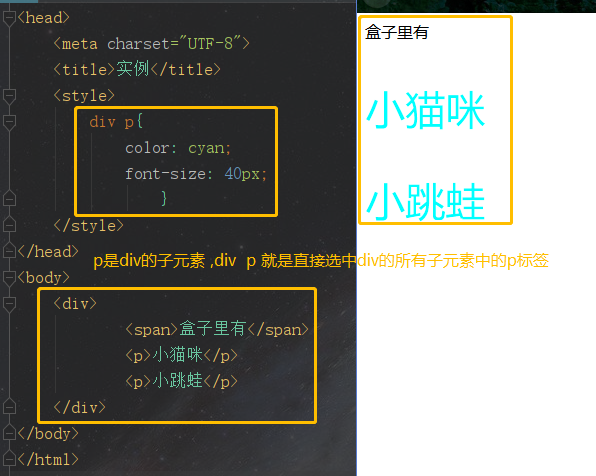 <head>
<meta charset="UTF-8">
<title>实例</title>
<style>
div p{
color: cyan;
font-size: 40px;
}
</style>
</head>
p是div的子元素 ,div  p 就是直接选中div的所有子元素中的p标签
<body>
<div>
<span>盒子里有</span>
<p>小猫咪</p>
<p>小跳蛙</p>
</div>
</body>
</html>
盒子里有
小猫咪
小跳蛙